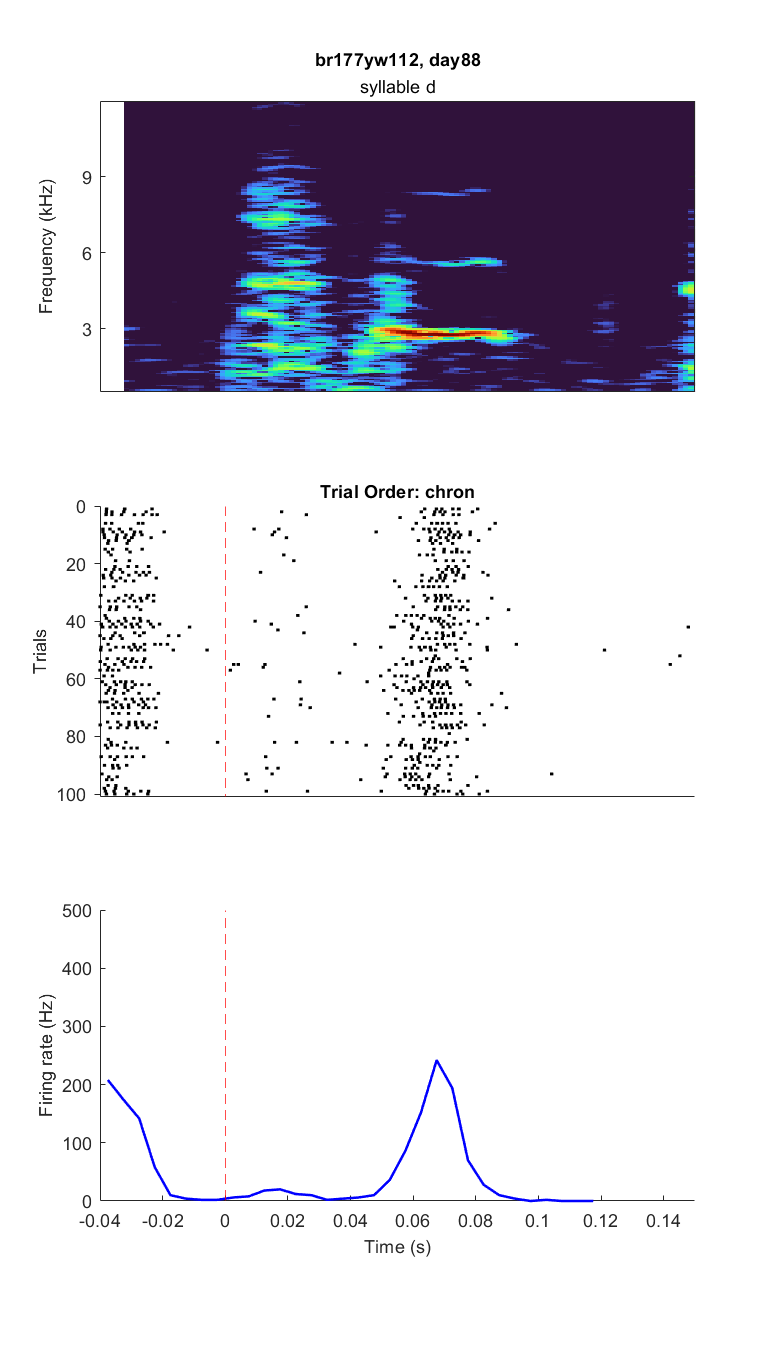 br177yw112, day88
syllable d
9
6
3
Frequency (kHz)
Trial Order: chron
0
20
40
60
80
100
Trials
500
400
300
200
100
0
Firing rate (Hz)
-0.04 -0.02 0 0.02 0.04 0.06 0.08 0.1 0.12 0.14
Time (s)